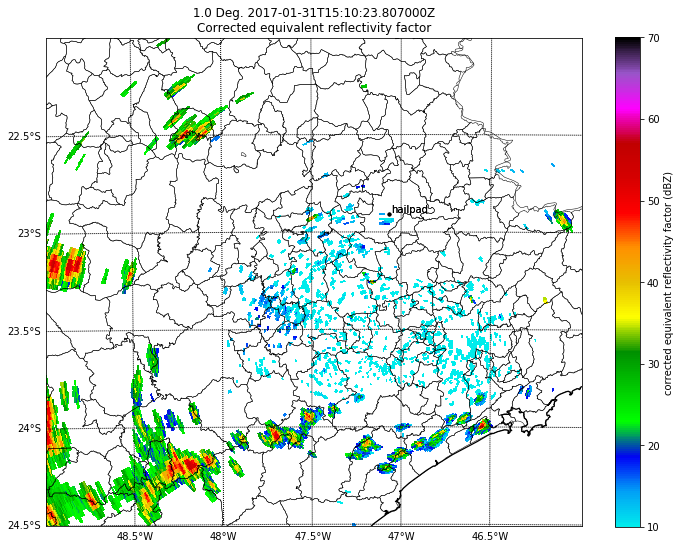 1.0 Deg. 2017-01-31T15:10:23.807000Z
Corrected equivalent reflectivity factor
hailpad
22.5°S
23°S
23.5°S
24°S
24.5°S
48.5°W
48°W
47.5°W
47°W
46.5°W
70
60
50
40
30
20
10
corrected equivalent reflectivity factor (dBZ)